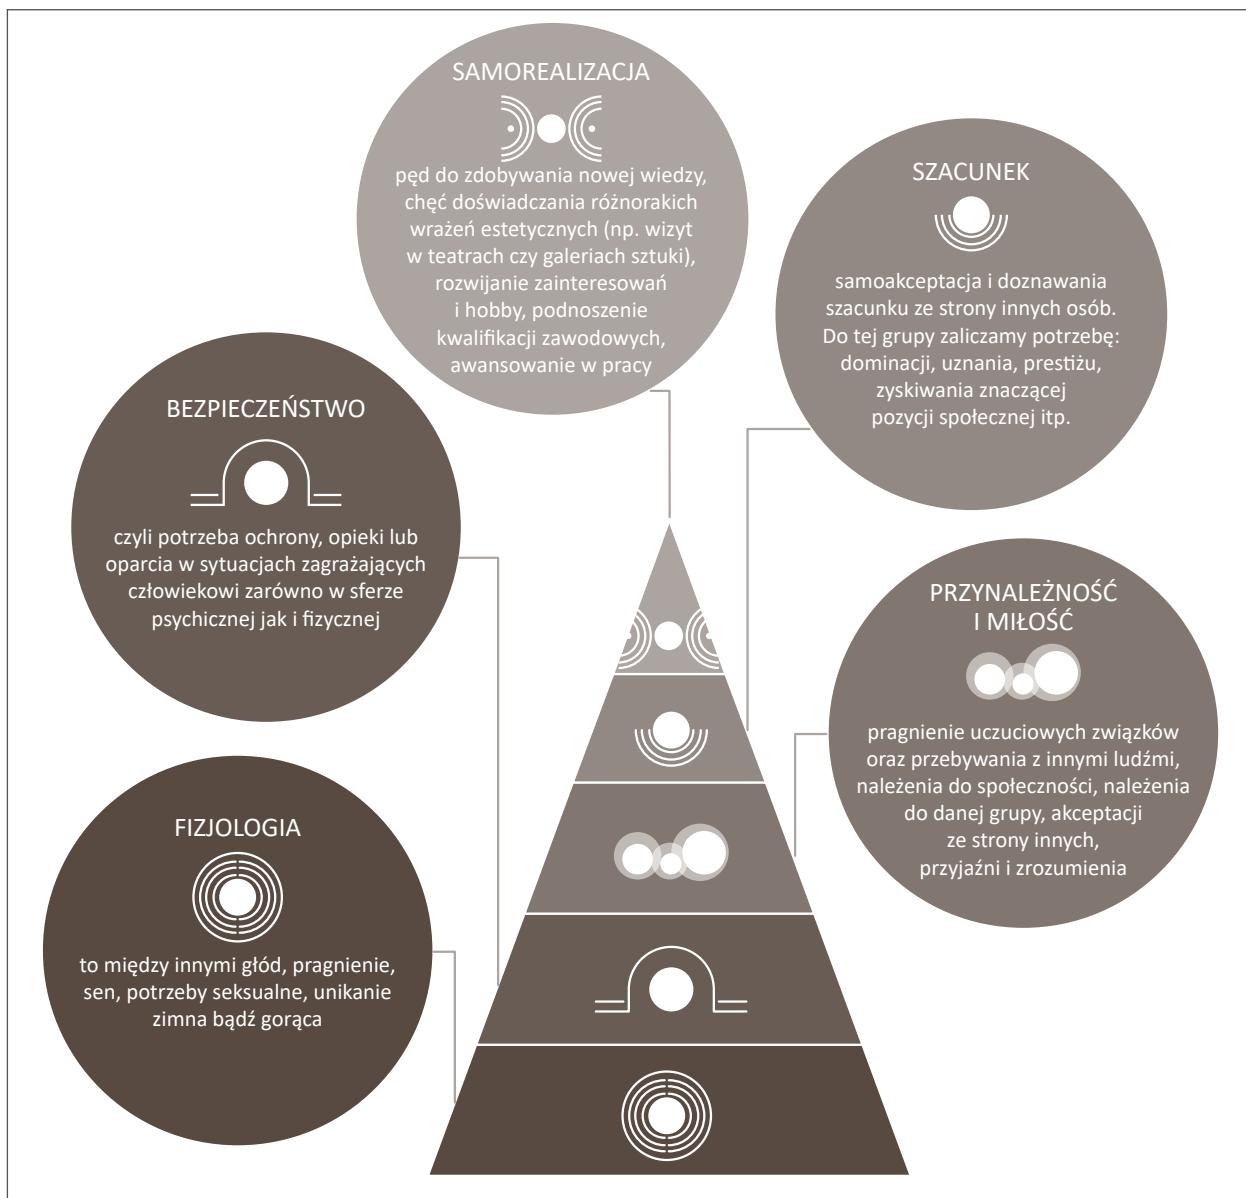 SAMOREALIZACJA
pęd do zdobywania nowej wiedzy,
chęć doświadczania różnorakich
wrażeń estetycznych (np. wizyt
w teatrach czy galeriach sztuki),
rozwijanie zainteresowań
i hobby, podnoszenie
kwalifikacji zawodowych,
awansowanie w pracy
SZACUNEK
samoakceptacja i doznawania
szacunku ze strony innych osób.
Do tej grupy zaliczamy potrzebę:
dominacji, uznania, prestiżu,
zyskiwania znaczącej
pozycji społecznej itp.
BEZPIECZEŃSTWO
czyli potrzeba ochrony, opieki lub
oparcia w sytuacjach zagrażających
człowiekowi zarówno w sferze
psychicznej jak i fizycznej
PRZYNALEŻNOŚĆ
I MIŁOŚĆ
pragnienie uczuciowych związków
oraz przebywania z innymi ludźmi,
należenia do społeczności, należenia
do danej grupy, akceptacji
ze strony innych,
przyjaźni i zrozumienia
FIZJOLOGIA
to między innymi głód, pragnienie,
sen, potrzeby seksualne, unikanie
zimna bądź gorąca